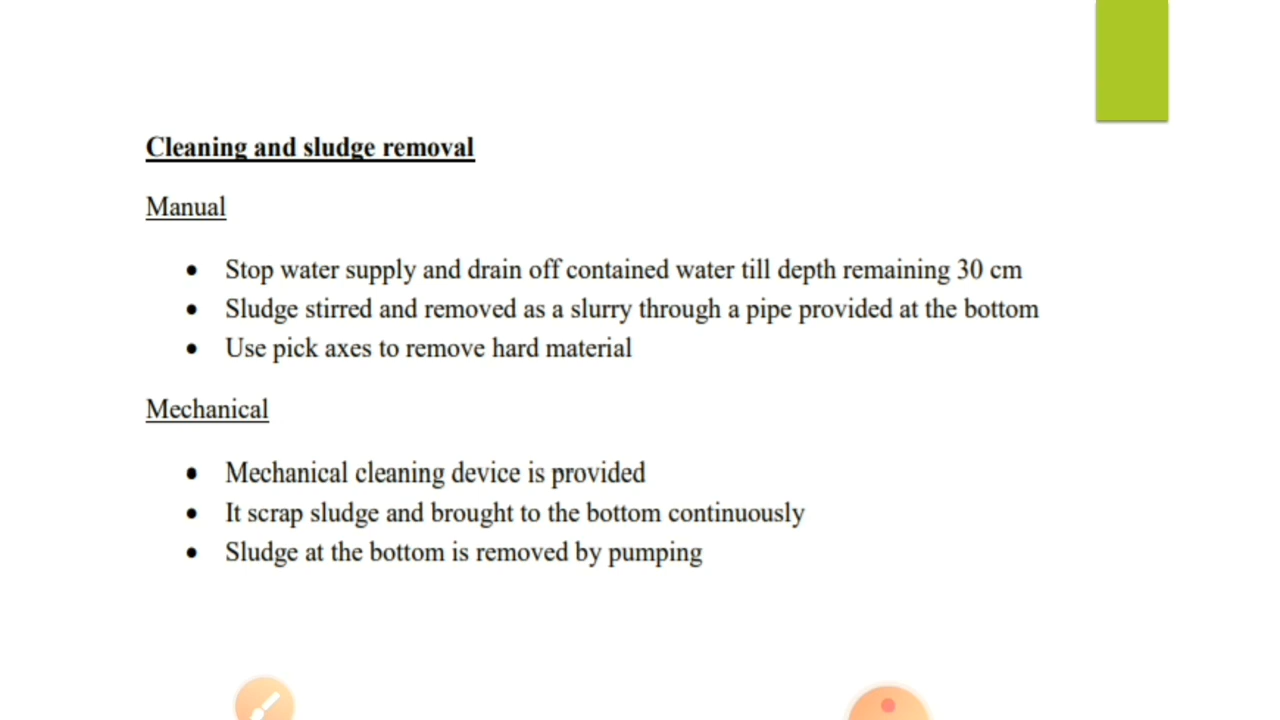 Cleaning and sludge removal
Manual
• Stop water supply and drain off contained water till depth remaining 30 cm
• Sludge stirred and removed as a slurry through a pipe provided at the bottom
• Use pick axes to remove hard material
Mechanical
• Mechanical cleaning device is provided
• It scrap sludge and brought to the bottom continuously
• Sludge at the bottom is removed by pumping